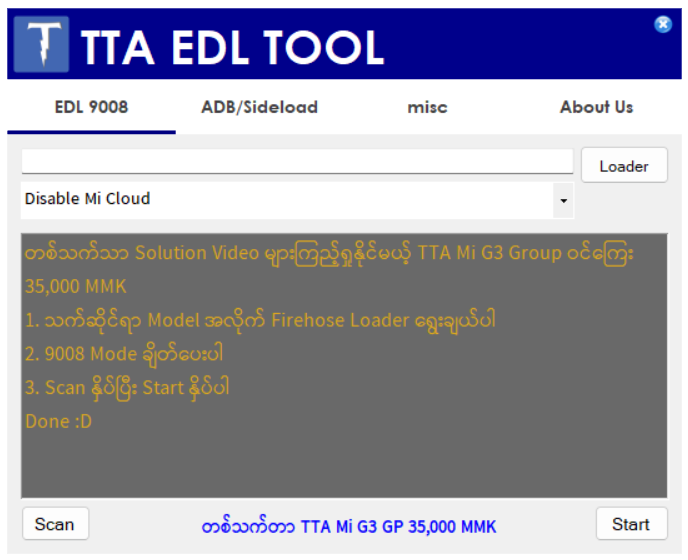 TTA EDL TOOL
EDL 9008
ADB/Sideload
misc
About Us
Loader
Disable Mi Cloud
တစ်သက်သာ Solution Video များကြည့်ရှုနိုင်မယ့် TTA Mi G3 Group ဝင်ကြေး
35,000 MMK
1. သက်ဆိုင်ရာ Model အလိုက် Firehose Loader ရွေးချယ်ပါ
2. 9008 Mode ချိတ်ပေးပါ
3. Scan နှိပ်ပြီး Start နှိပ်ပါ
Done :D
Scan
တစ်သက်တာ TTA Mi G3 GP 35,000 MMK
Start